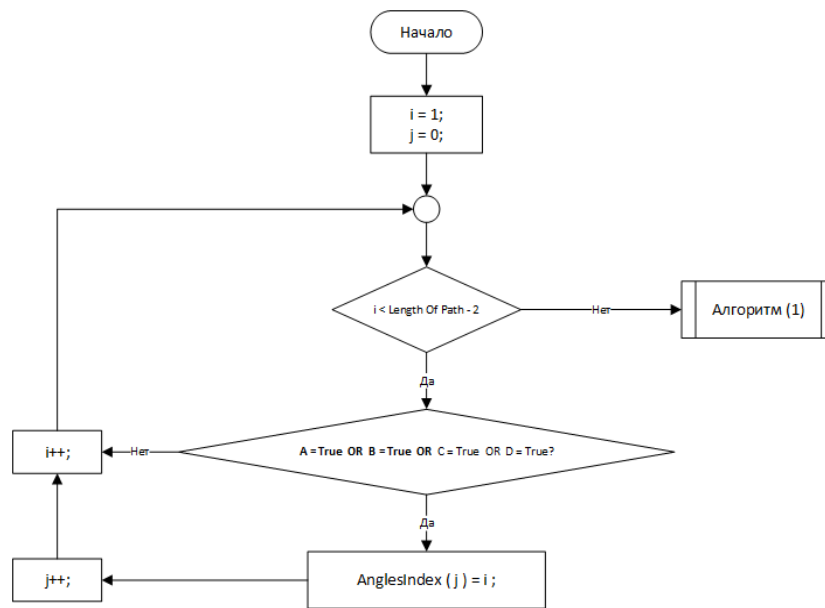 Начало
i = 1;
j = 0;
i < Length Of Path - 2
Нет
Алгоритм (1)
Да
i++;
Нет
A =True OR B =True OR C = True OR D = True?
Да
j++;
AnglesIndex ( j ) = i ;